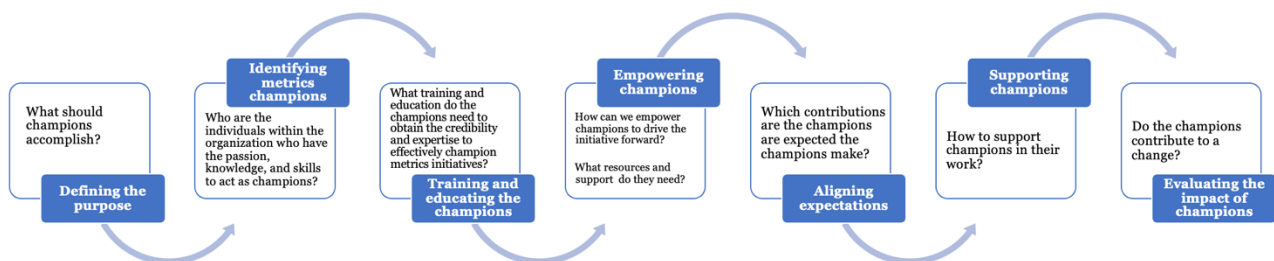 What should
champions
accomplish?
Defining the
purpose
Identifying
metrics
champions
Who are the
individuals within the
organization who have
the passion,
knowledge, and skills
to act as champions?
What training and
education do the
champions need to
obtain the credibility
and expertise to
effectively champion
metrics initiatives?
Training and
educating the
champions
Empowering
champions
How can we empower
champions to drive the
initiative forward?
What resources and
support do they need?
Which contributions
are the champions
are expected the
champions make?
Aligning
expectations
Supporting
champions
How to support
champions in their
work?
Do the champions
contribute to a
change?
Evaluating the
impact of
champions